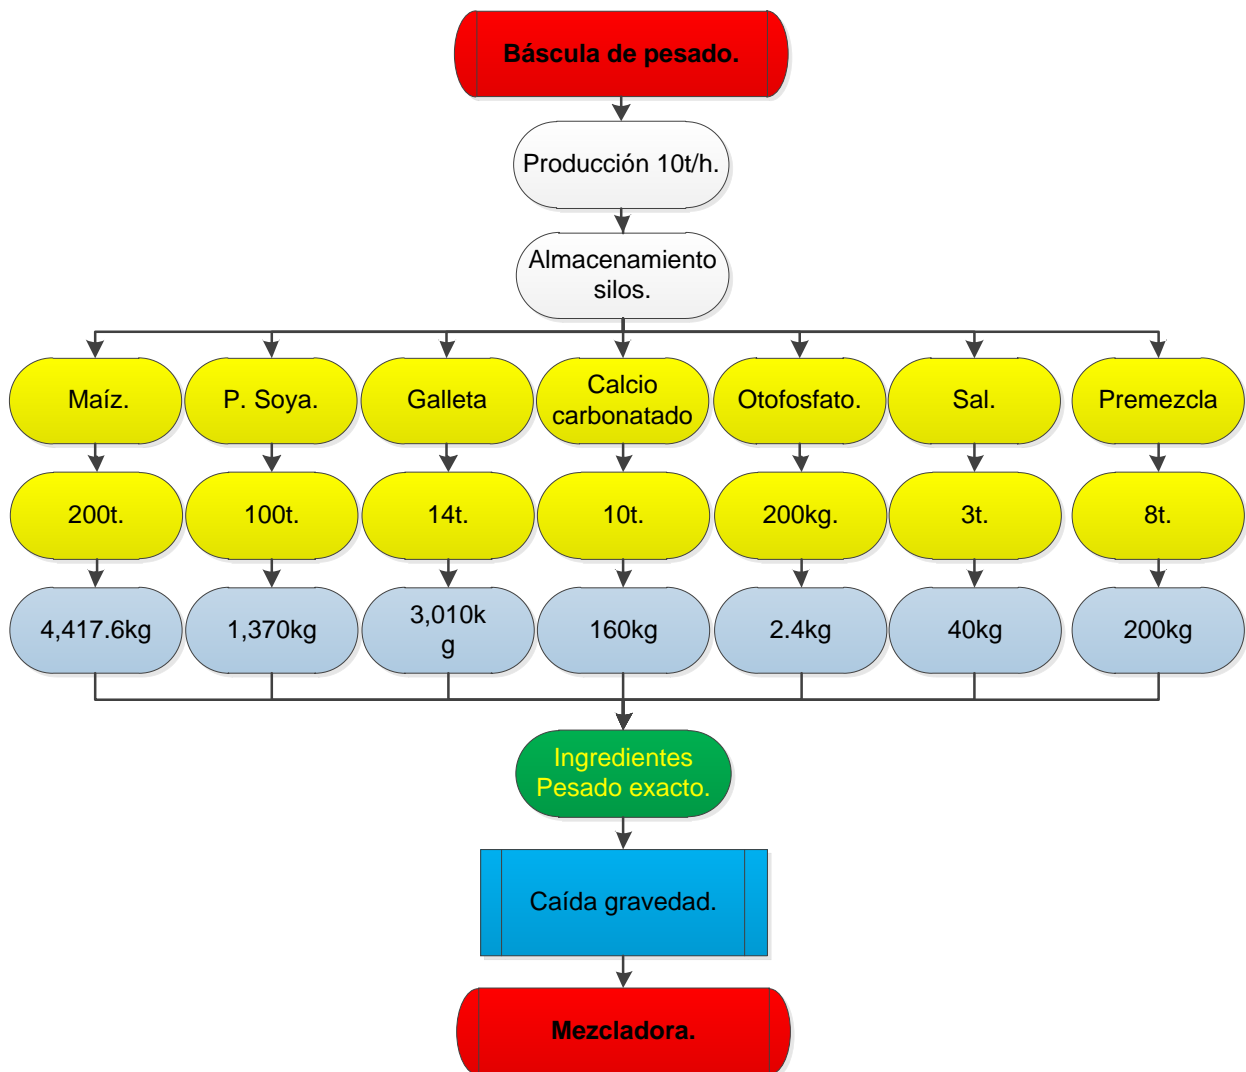 Báscula de pesado.
Producción 10t/h.
Almacenamiento
silos.
Maíz.
P. Soya.
Galleta
Calcio
carbonatado
Otofosfato.
Sal.
Premezcla
200t.
100t.
14t.
10t.
200kg.
3t.
8t.
4,417.6kg
1,370kg
3,010k
g
160kg
2.4kg
40kg
200kg
Ingredientes
Pesado exacto.
Caída gravedad.
Mezcladora.